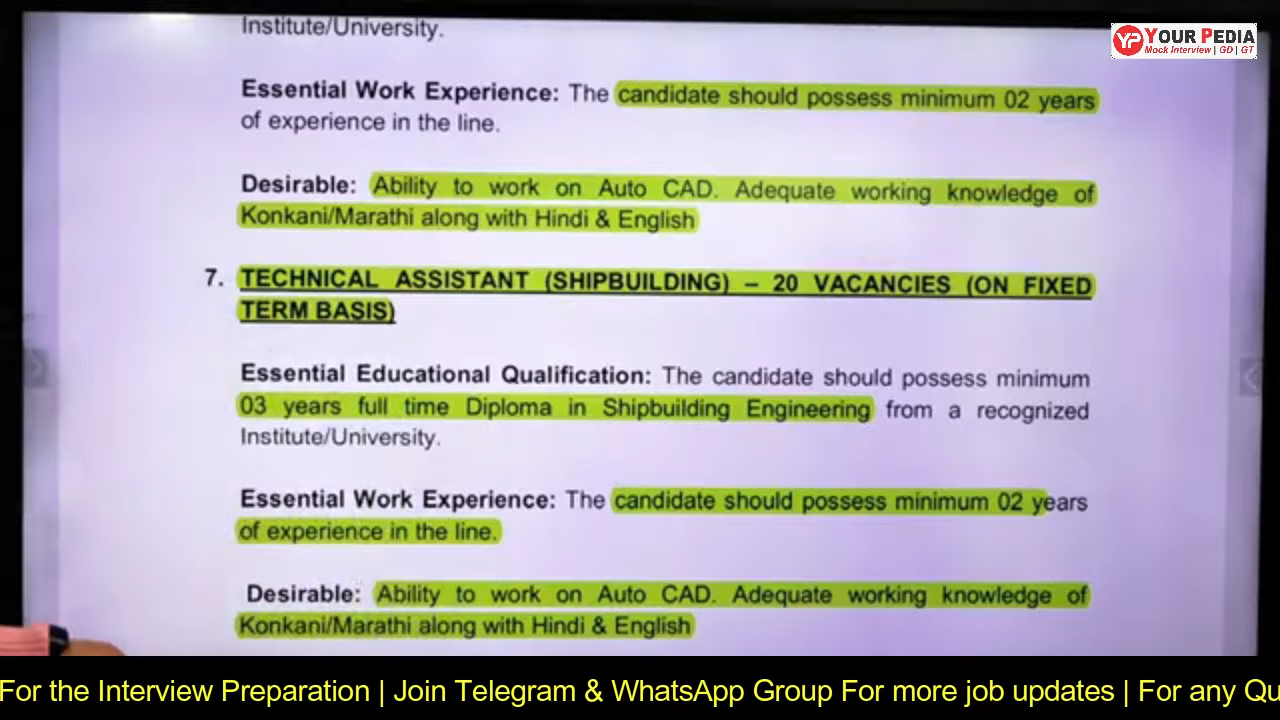 Institute/University.
YOUR PEDIA
Mock Interview | GD | GT
Essential Work Experience: The candidate should possess minimum 02 years
of experience in the line.
Desirable: Ability to work on Auto CAD. Adequate working knowledge of
Konkani/Marathi along with Hindi & English
7. TECHNICAL ASSISTANT (SHIPBUILDING) – 20 VACANCIES (ON FIXED
TERM BASIS)
Essential Educational Qualification: The candidate should possess minimum
03 years full time Diploma in Shipbuilding Engineering from a recognized
Institute/University.
Essential Work Experience: The candidate should possess minimum 02 years
of experience in the line.
Desirable: Ability to work on Auto CAD. Adequate working knowledge of
Konkani/Marathi along with Hindi & English
For the Interview Preparation | Join Telegram & WhatsApp Group For more job updates | For any Qu